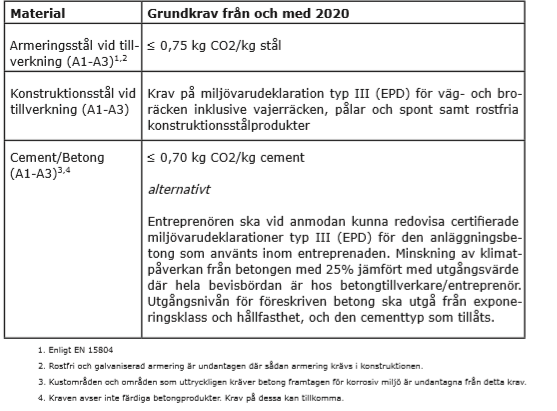 Material Grundkrav från och med 2020
Armeringsstål vid till- ≤ 0,75 kg CO2/kg stål
verkning (A1-A3)1,2
Konstruktionsstål vid Krav på miljövarudeklaration typ III (EPD) för väg- och bro-
tillverkning (A1-A3) räcken inklusive vajerräcken, pålar och spont samt rostfria
konstruktionsstålprodukter
Cement/Betong ≤ 0,70 kg CO2/kg cement
(A1-A3)3,4
alternativt
Entreprenören ska vid anmodan kunna redovisa certifierade
miljövarudeklarationer typ III (EPD) för den anläggningsbe-
tong som använts inom entreprenaden. Minskning av klimat-
påverkan från betongen med 25% jämfört med utgångsvärde
där hela bevisbördan är hos betongtillverkare/entreprenör.
Utgångsnivån för föreskriven betong ska utgå från expone-
ringsklass och hållfasthet, och den cementtyp som tillåts.
1. Enligt EN 15804
2. Rostfri och galvaniserad armering är undantagen där sådan armering krävs i konstruktionen.
3. Kustområden och områden som uttryckligen kräver betong framtagen för korrosiv miljö är undantagna från detta krav.
4. Kraven avser inte färdiga betongprodukter. Krav på dessa kan tillkomma.